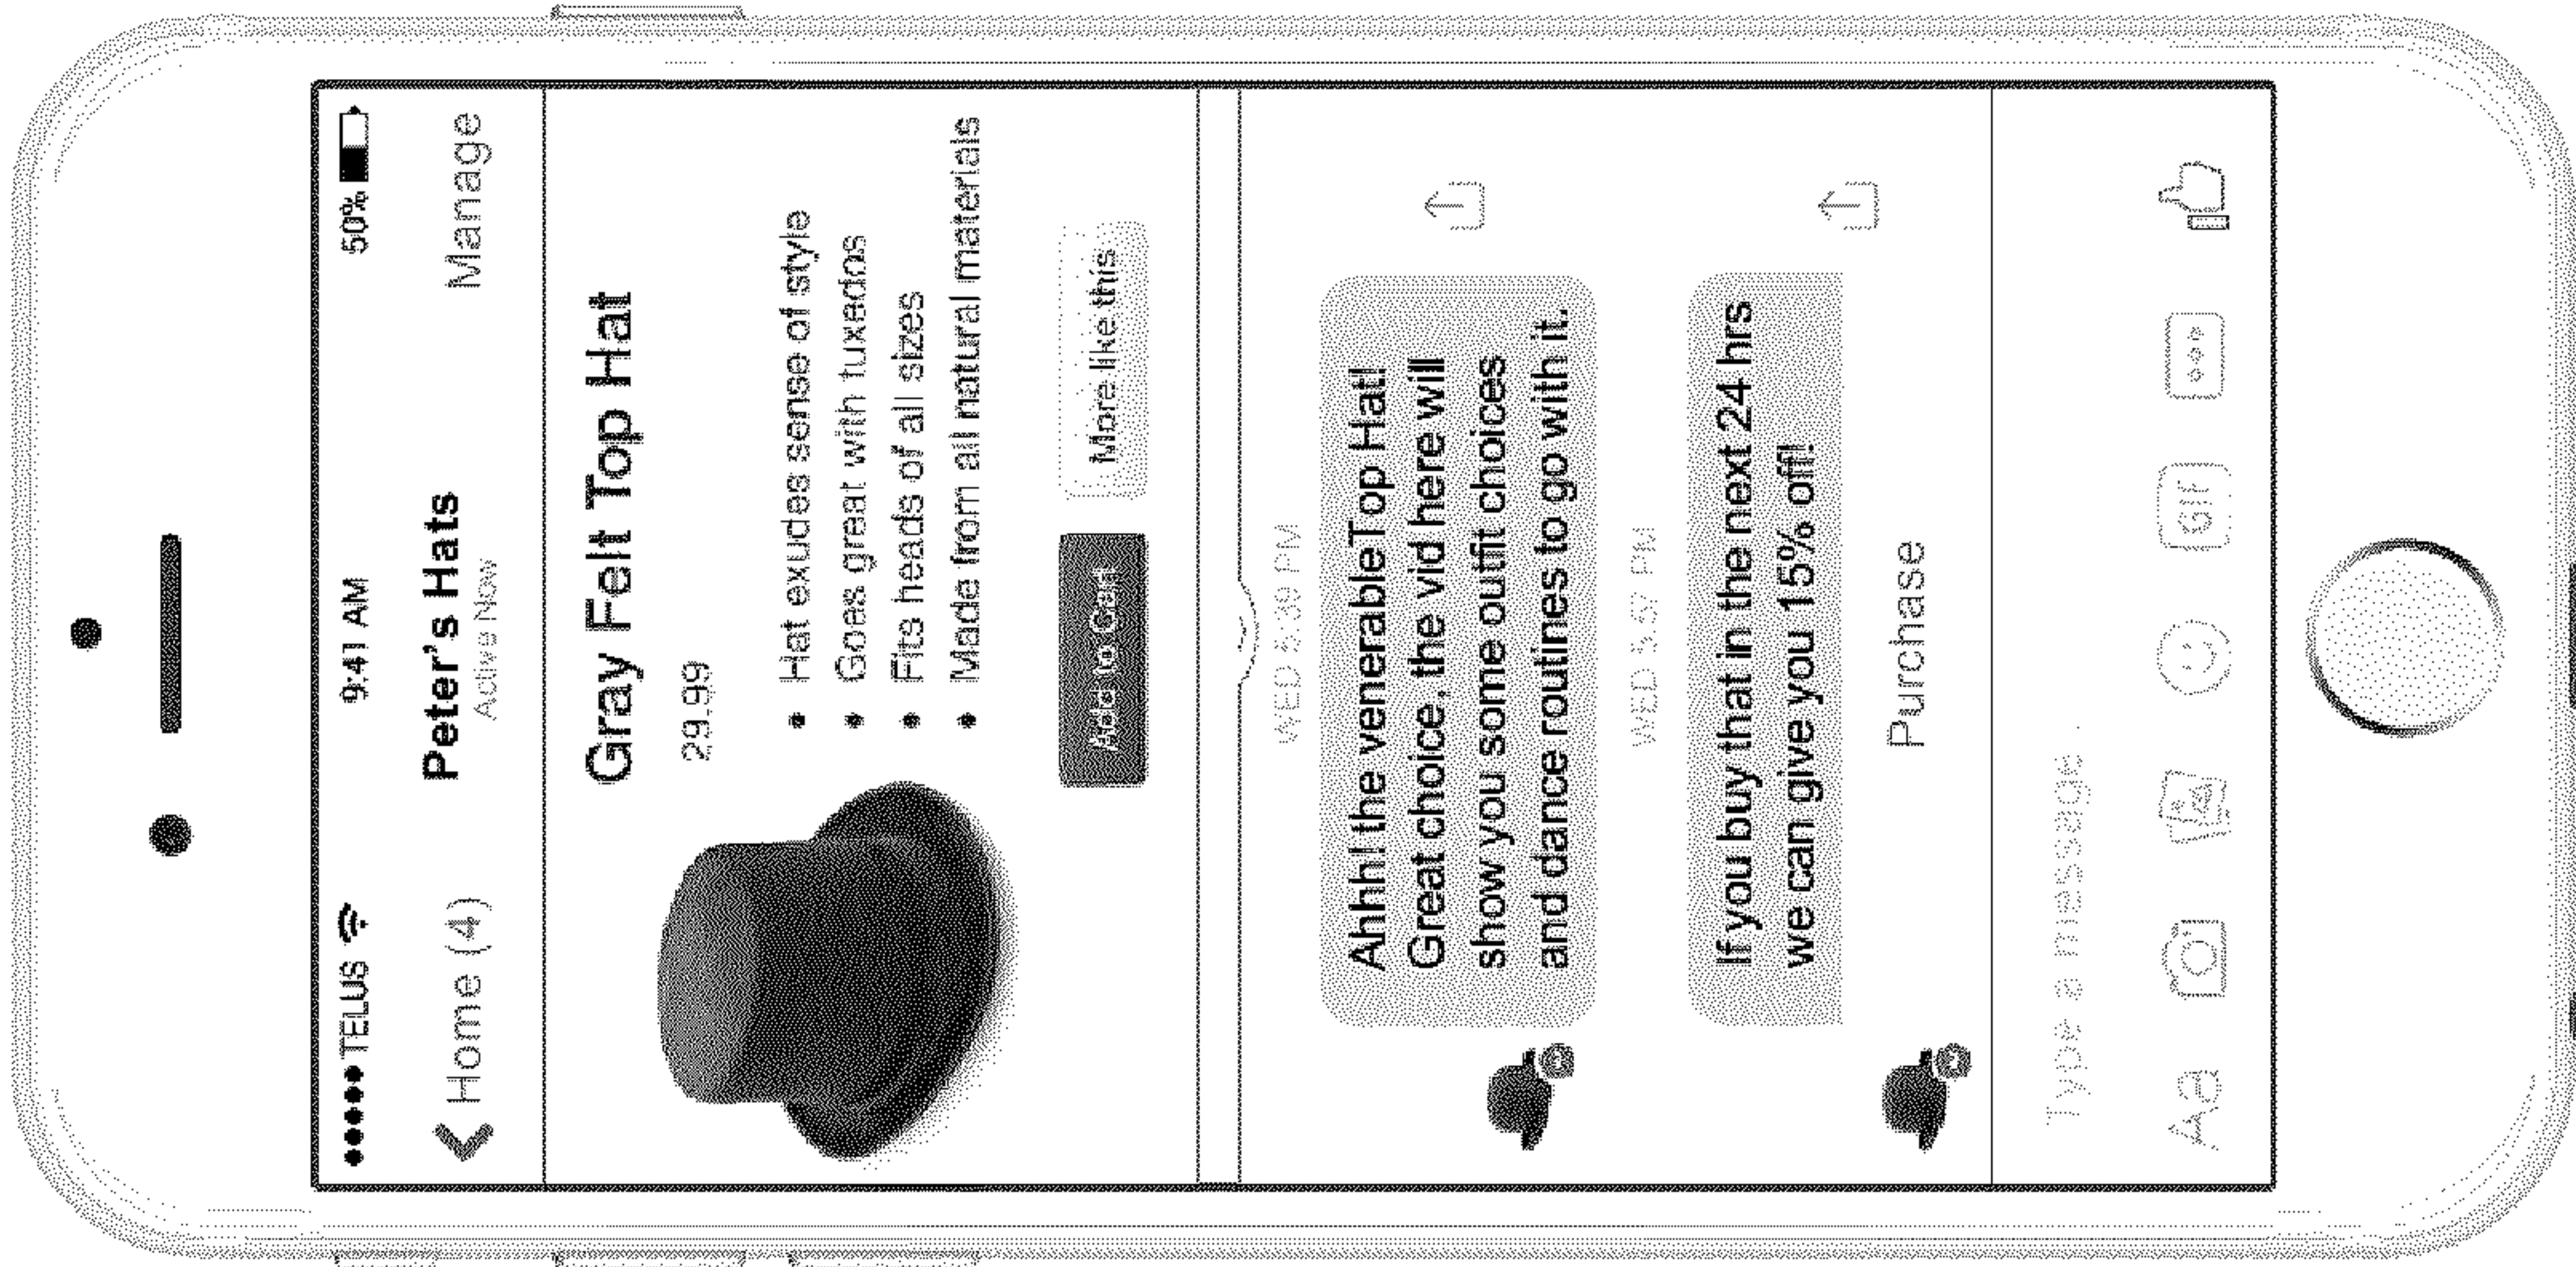 TELUS 9:41 AM 50%
Home (4) Peter's Hats Manage
Active Now
Gray Felt Top Hat
29.99
• Hat exudes sense of style
• Goes great with tuxedos
• Fits heads of all sizes
• Made from all natural materials
Add to Cart More like this
WED 5:39 PM
Ahhh! the venerableTop Hat!
Great choice, the vid here will
show you some outfit choices
and dance routines to go with it.
WED 5:57 PM
If you buy that in the next 24 hrs
we can give you 15% off!
Purchase
Type a message .
Aa GIF